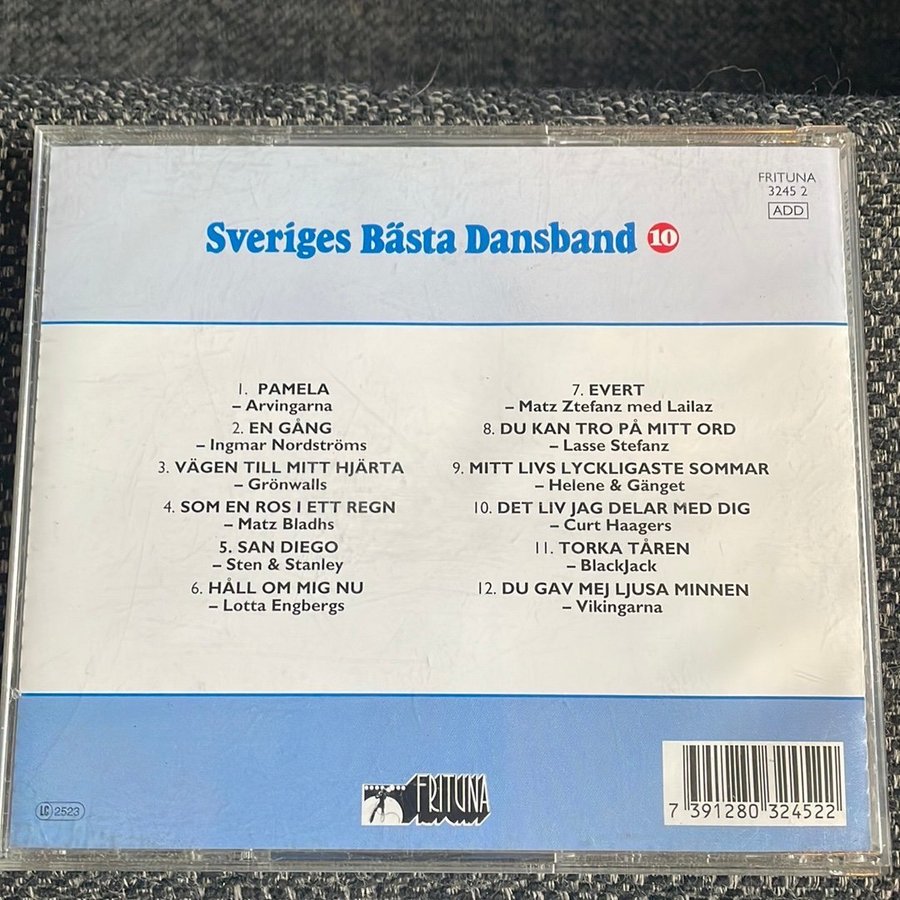 FRITUNA
3245 2
ADD
Sveriges Bästa Dansband 10
1. PAMELA
– Arvingarna
2. EN GÅNG
– Ingmar Nordströms
3. VÄGEN TILL MITT HJÄRTA
– Grönwalls
4. SOM EN ROS I ETT REGN
– Matz Bladhs
5. SAN DIEGO
– Sten & Stanley
6. HÅLL OM MIG NU
– Lotta Engbergs
7. EVERT
– Matz Ztefanz med Lailaz
8. DU KAN TRO PÅ MITT ORD
– Lasse Stefanz
9. MITT LIVS LYCKLIGASTE SOMMAR
– Helene & Gänget
10. DET LIV JAG DELAR MED DIG
– Curt Haagers
11. TORKA TÅREN
– BlackJack
12. DU GAV MEJ LJUSA MINNEN
– Vikingarna
LC 2523
FRITUNA
7 391280 324522